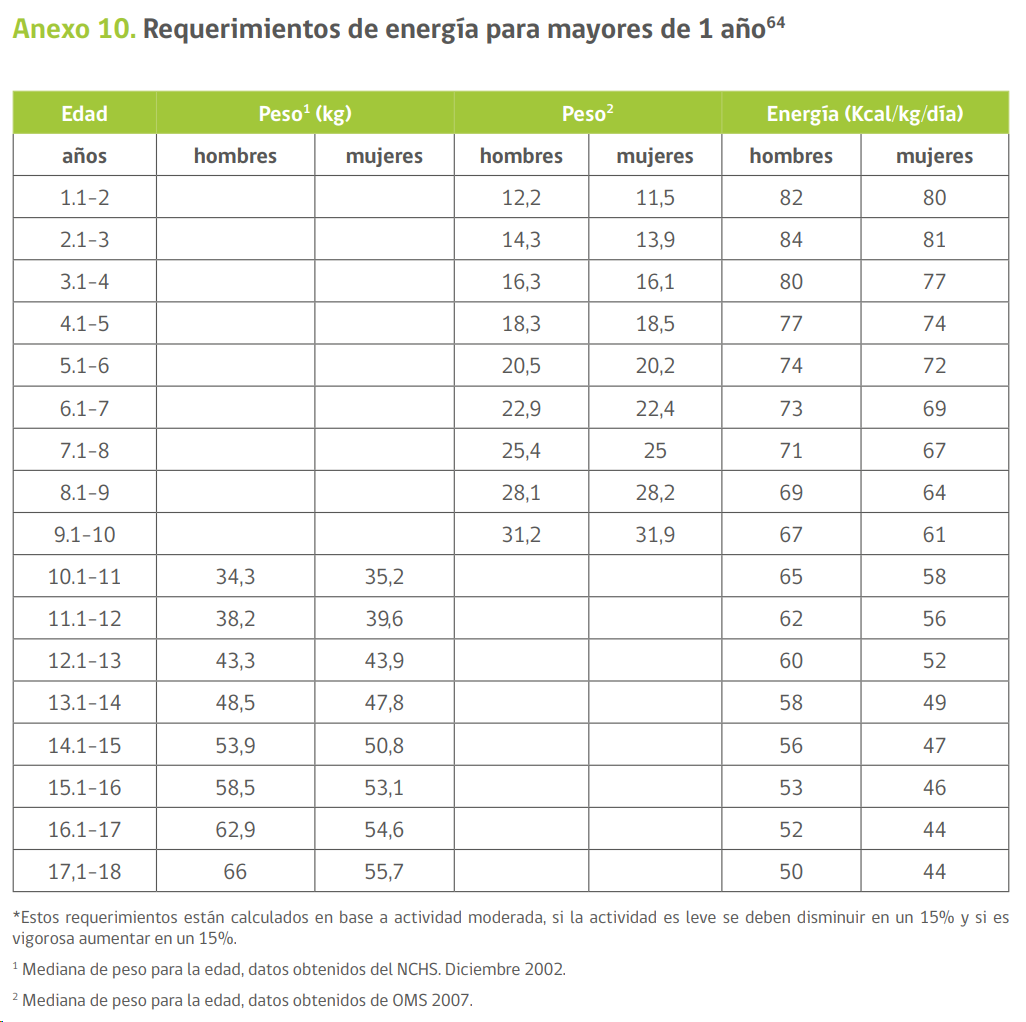 Anexo 10. Requerimientos de energía para mayores de 1 año64
Edad Peso1 (kg) Peso2 Energía (Kcal/kg/día)
años hombres mujeres hombres mujeres hombres mujeres
1.1-2 12,2 11,5 82 80
2.1-3 14,3 13,9 84 81
3.1-4 16,3 16,1 80 77
4.1-5 18,3 18,5 77 74
5.1-6 20,5 20,2 74 72
6.1-7 22,9 22,4 73 69
7.1-8 25,4 25 71 67
8.1-9 28,1 28,2 69 64
9.1-10 31,2 31,9 67 61
10.1-11 34,3 35,2 65 58
11.1-12 38,2 39,6 62 56
12.1-13 43,3 43,9 60 52
13.1-14 48,5 47,8 58 49
14.1-15 53,9 50,8 56 47
15.1-16 58,5 53,1 53 46
16.1-17 62,9 54,6 52 44
17,1-18 66 55,7 50 44
*Estos requerimientos están calculados en base a actividad moderada, si la actividad es leve se deben disminuir en un 15% y si es
vigorosa aumentar en un 15%.
1 Mediana de peso para la edad, datos obtenidos del NCHS. Diciembre 2002.
2 Mediana de peso para la edad, datos obtenidos de OMS 2007.